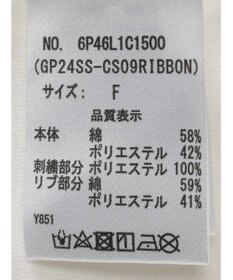 NO. 6P46L1C1500
(GP24SS-CS09RIBBON)
サイズ: F
品質表示
本体 綿 58%
ポリエステル 42%
刺繍部分 ポリエステル 100%
リブ部分 綿 59%
ポリエステル 41%
Y851